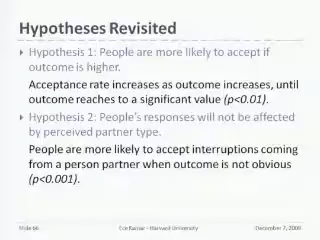 Hypotheses Revisited
Hypothesis 1: People are more likely to accept if
outcome is higher.
Acceptance rate increases as outcome increases, until
outcome reaches to a significant value (p<0.01).
Hypothesis 2: People's responses will not be affected
by perceived partner type.
People are more likely to accept interruptions coming
from a person partner when outcome is not obvious
(p<0.001).
Slide 66 Ece Kamar - Harvard University December 7, 2009